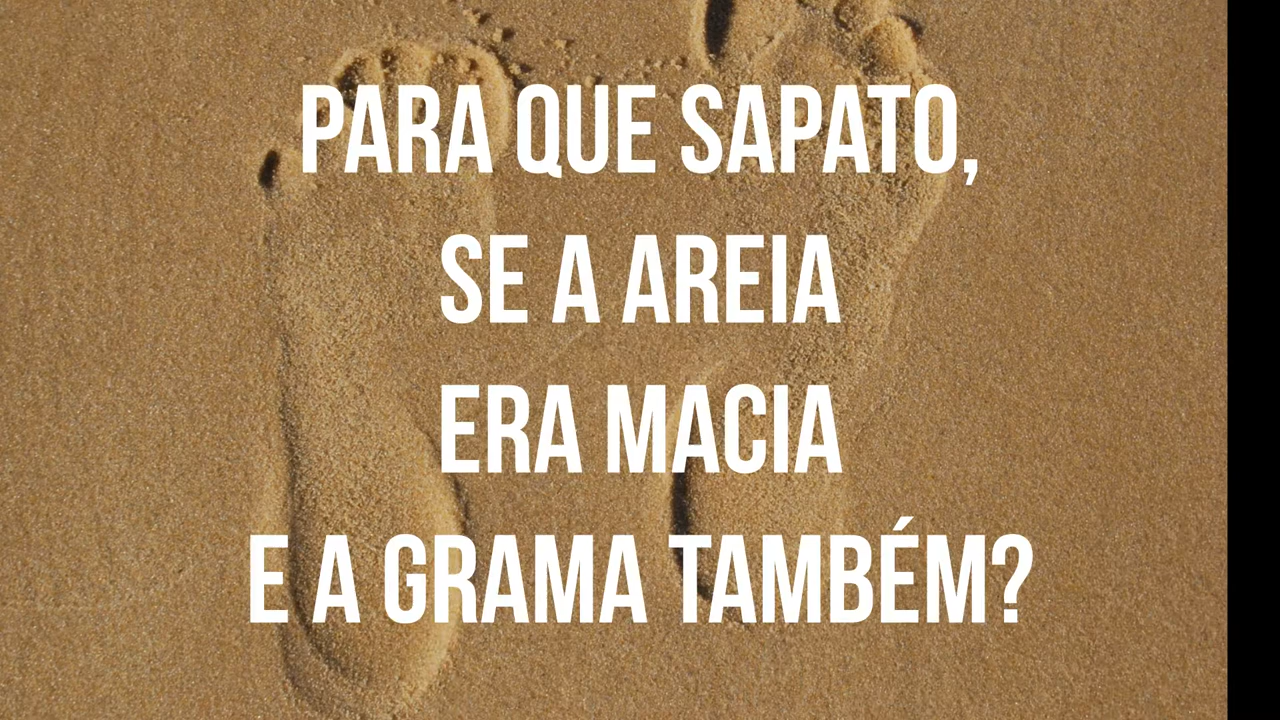 PARA QUE SAPATO,
SE A AREIA
ERA MACIA
E A GRAMA TAMBÉM?